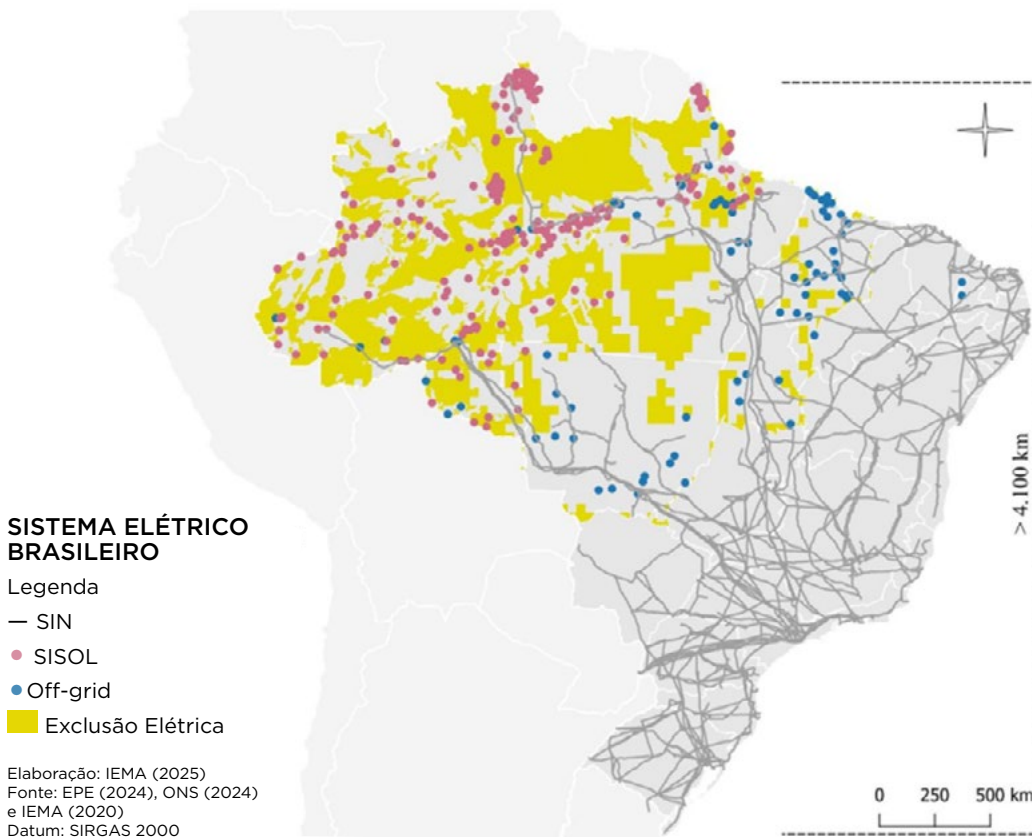 SISTEMA ELÉTRICO
BRASILEIRO
Legenda
— SIN
SISOL
Off-grid
Exclusão Elétrica
Elaboração: IEMA (2025)
Fonte: EPE (2024), ONS (2024)
e IEMA (2020)
Datum: SIRGAS 2000
> 4.100 km
0 250 500 km